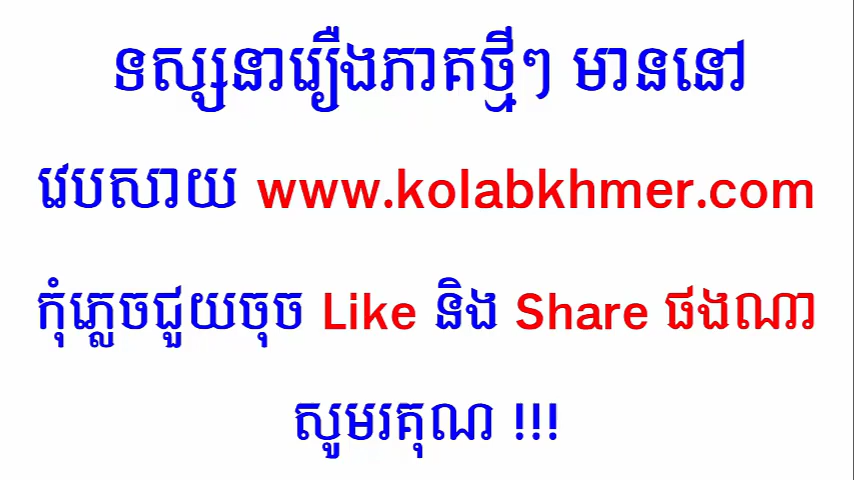 ទស្សនារឿងភាគថ្មីៗ មាននៅ
វេបសាយ www.kolabkhmer.com
កុំភ្លេចជួយចុច Like និង Share ផងណា
សូមរគុណ !!!